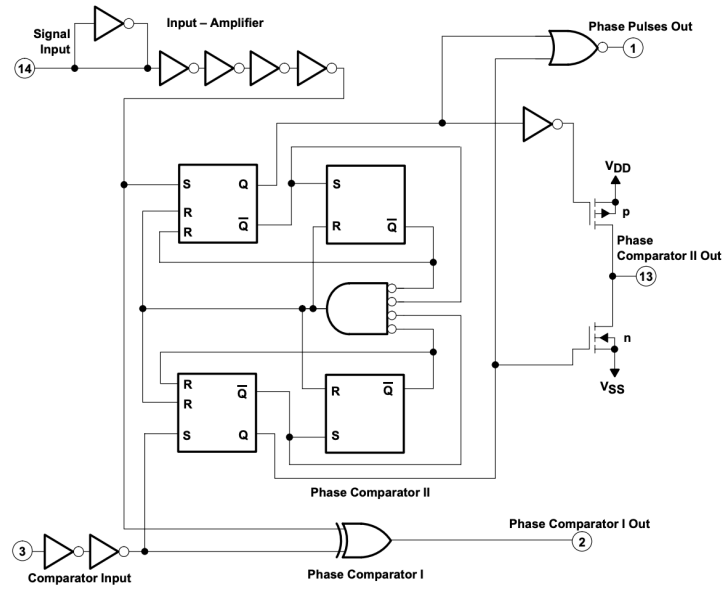 Input – Amplifier
Phase Pulses Out
Signal
Input
14
1
VDD
S
Q
S
R
R
Q
R
Q
p
Phase
Comparator II Out
13
n
VSS
R
R
Q
R
Q
S
Q
S
Phase Comparator II
Phase Comparator I Out
3
2
Comparator Input
Phase Comparator I